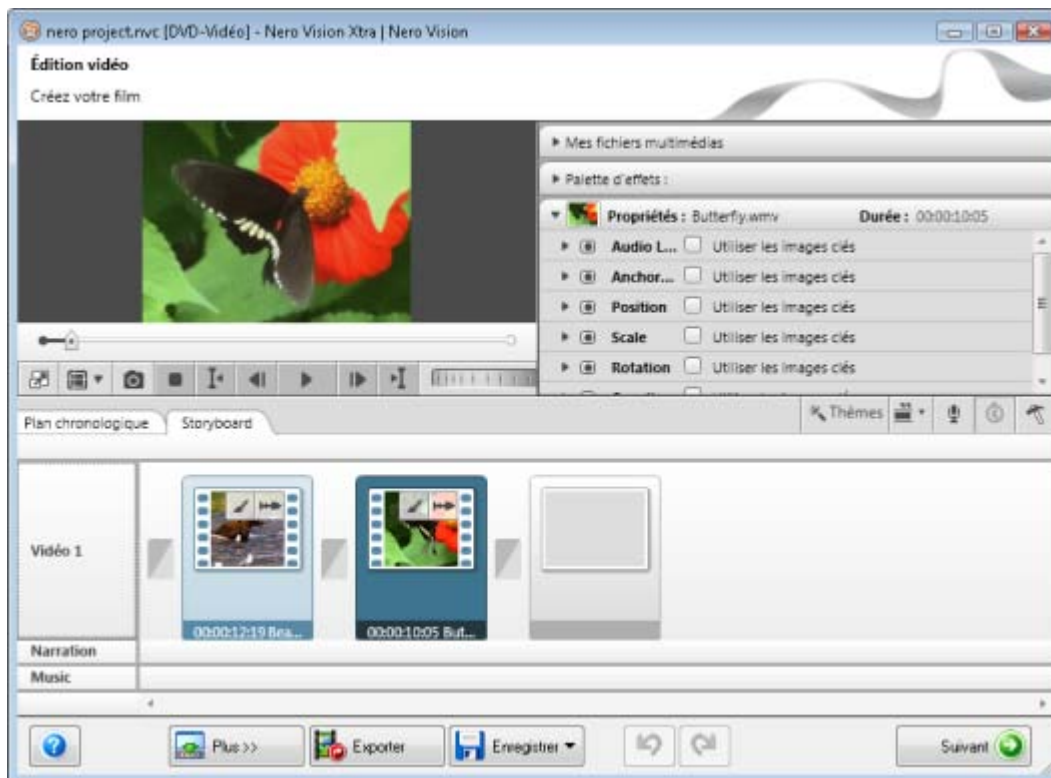 nero project.nvc [DVD-Vidéo] - Nero Vision Xtra | Nero Vision
Édition vidéo
Créez votre film
Mes fichiers multimédias
Palette d'effets :
Propriétés : Butterfly.wmv Durée : 00:00:10:05
Audio L... Utiliser les images clés
Anchor... Utiliser les images clés
Position Utiliser les images clés
Scale Utiliser les images clés
Rotation Utiliser les images clés
Plan chronologique Storyboard Thèmes
Vidéo 1
00:00:12:19 Bea... 00:00:10:05 But...
Narration
Music
Plus >> Exporter Enregistrer Suivant